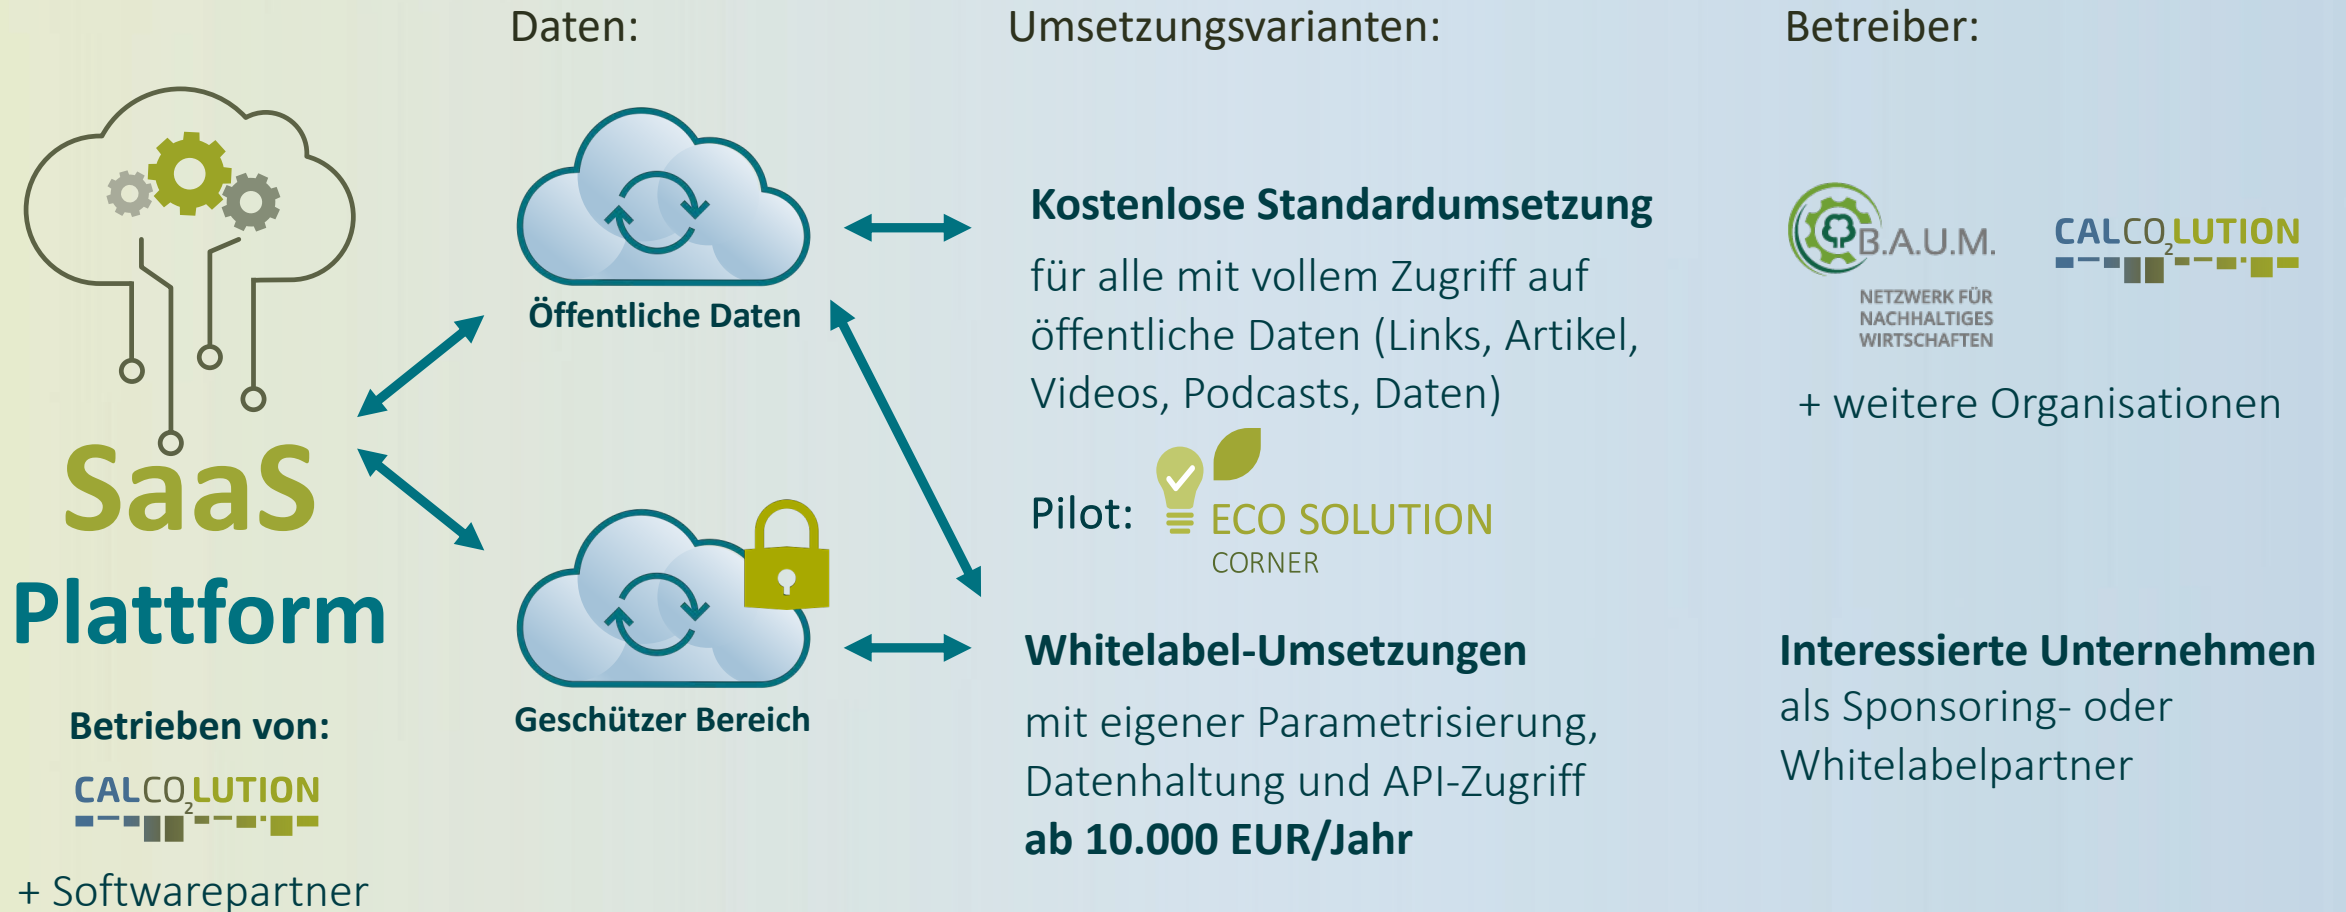 Daten:
Umsetzungsvarianten:
Betreiber:
SaaS
Plattform
Betrieben von:
CALCO2LUTION
+ Softwarepartner
Öffentliche Daten
Geschützer Bereich
Kostenlose Standardumsetzung
für alle mit vollem Zugriff auf
öffentliche Daten (Links, Artikel,
Videos, Podcasts, Daten)
Pilot:
ECO SOLUTION
CORNER
Whitelabel-Umsetzungen
mit eigener Parametrisierung,
Datenhaltung und API-Zugriff
ab 10.000 EUR/Jahr
B.A.U.M.
NETZWERK FÜR
NACHHALTIGES
WIRTSCHAFTEN
CALCO2LUTION
+ weitere Organisationen
Interessierte Unternehmen
als Sponsoring- oder
Whitelabelpartner